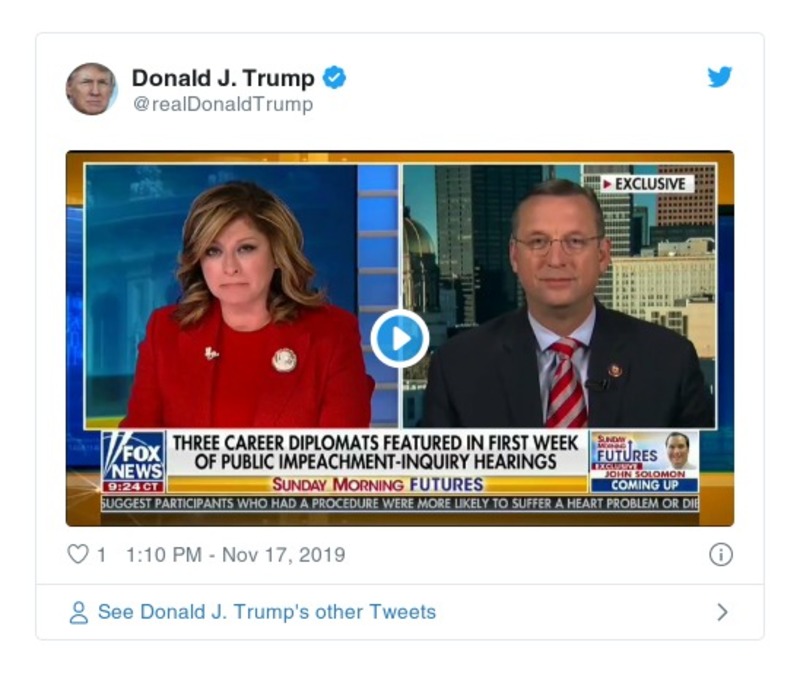 Donald J. Trump
@realDonaldTrump
EXCLUSIVE
FOX
NEWS
9:24 CT
THREE CAREER DIPLOMATS FEATURED IN FIRST WEEK
OF PUBLIC IMPEACHMENT-INQUIRY HEARINGS
SUNDAY MORNING FUTURES
SUNDAY
MORNING
FUTURES
EXCLUSIVE
JOHN SOLOMON
COMING UP
SUGGEST PARTICIPANTS WHO HAD A PROCEDURE WERE MORE LIKELY TO SUFFER A HEART PROBLEM OR DIE
1 1:10 PM - Nov 17, 2019
See Donald J. Trump's other Tweets